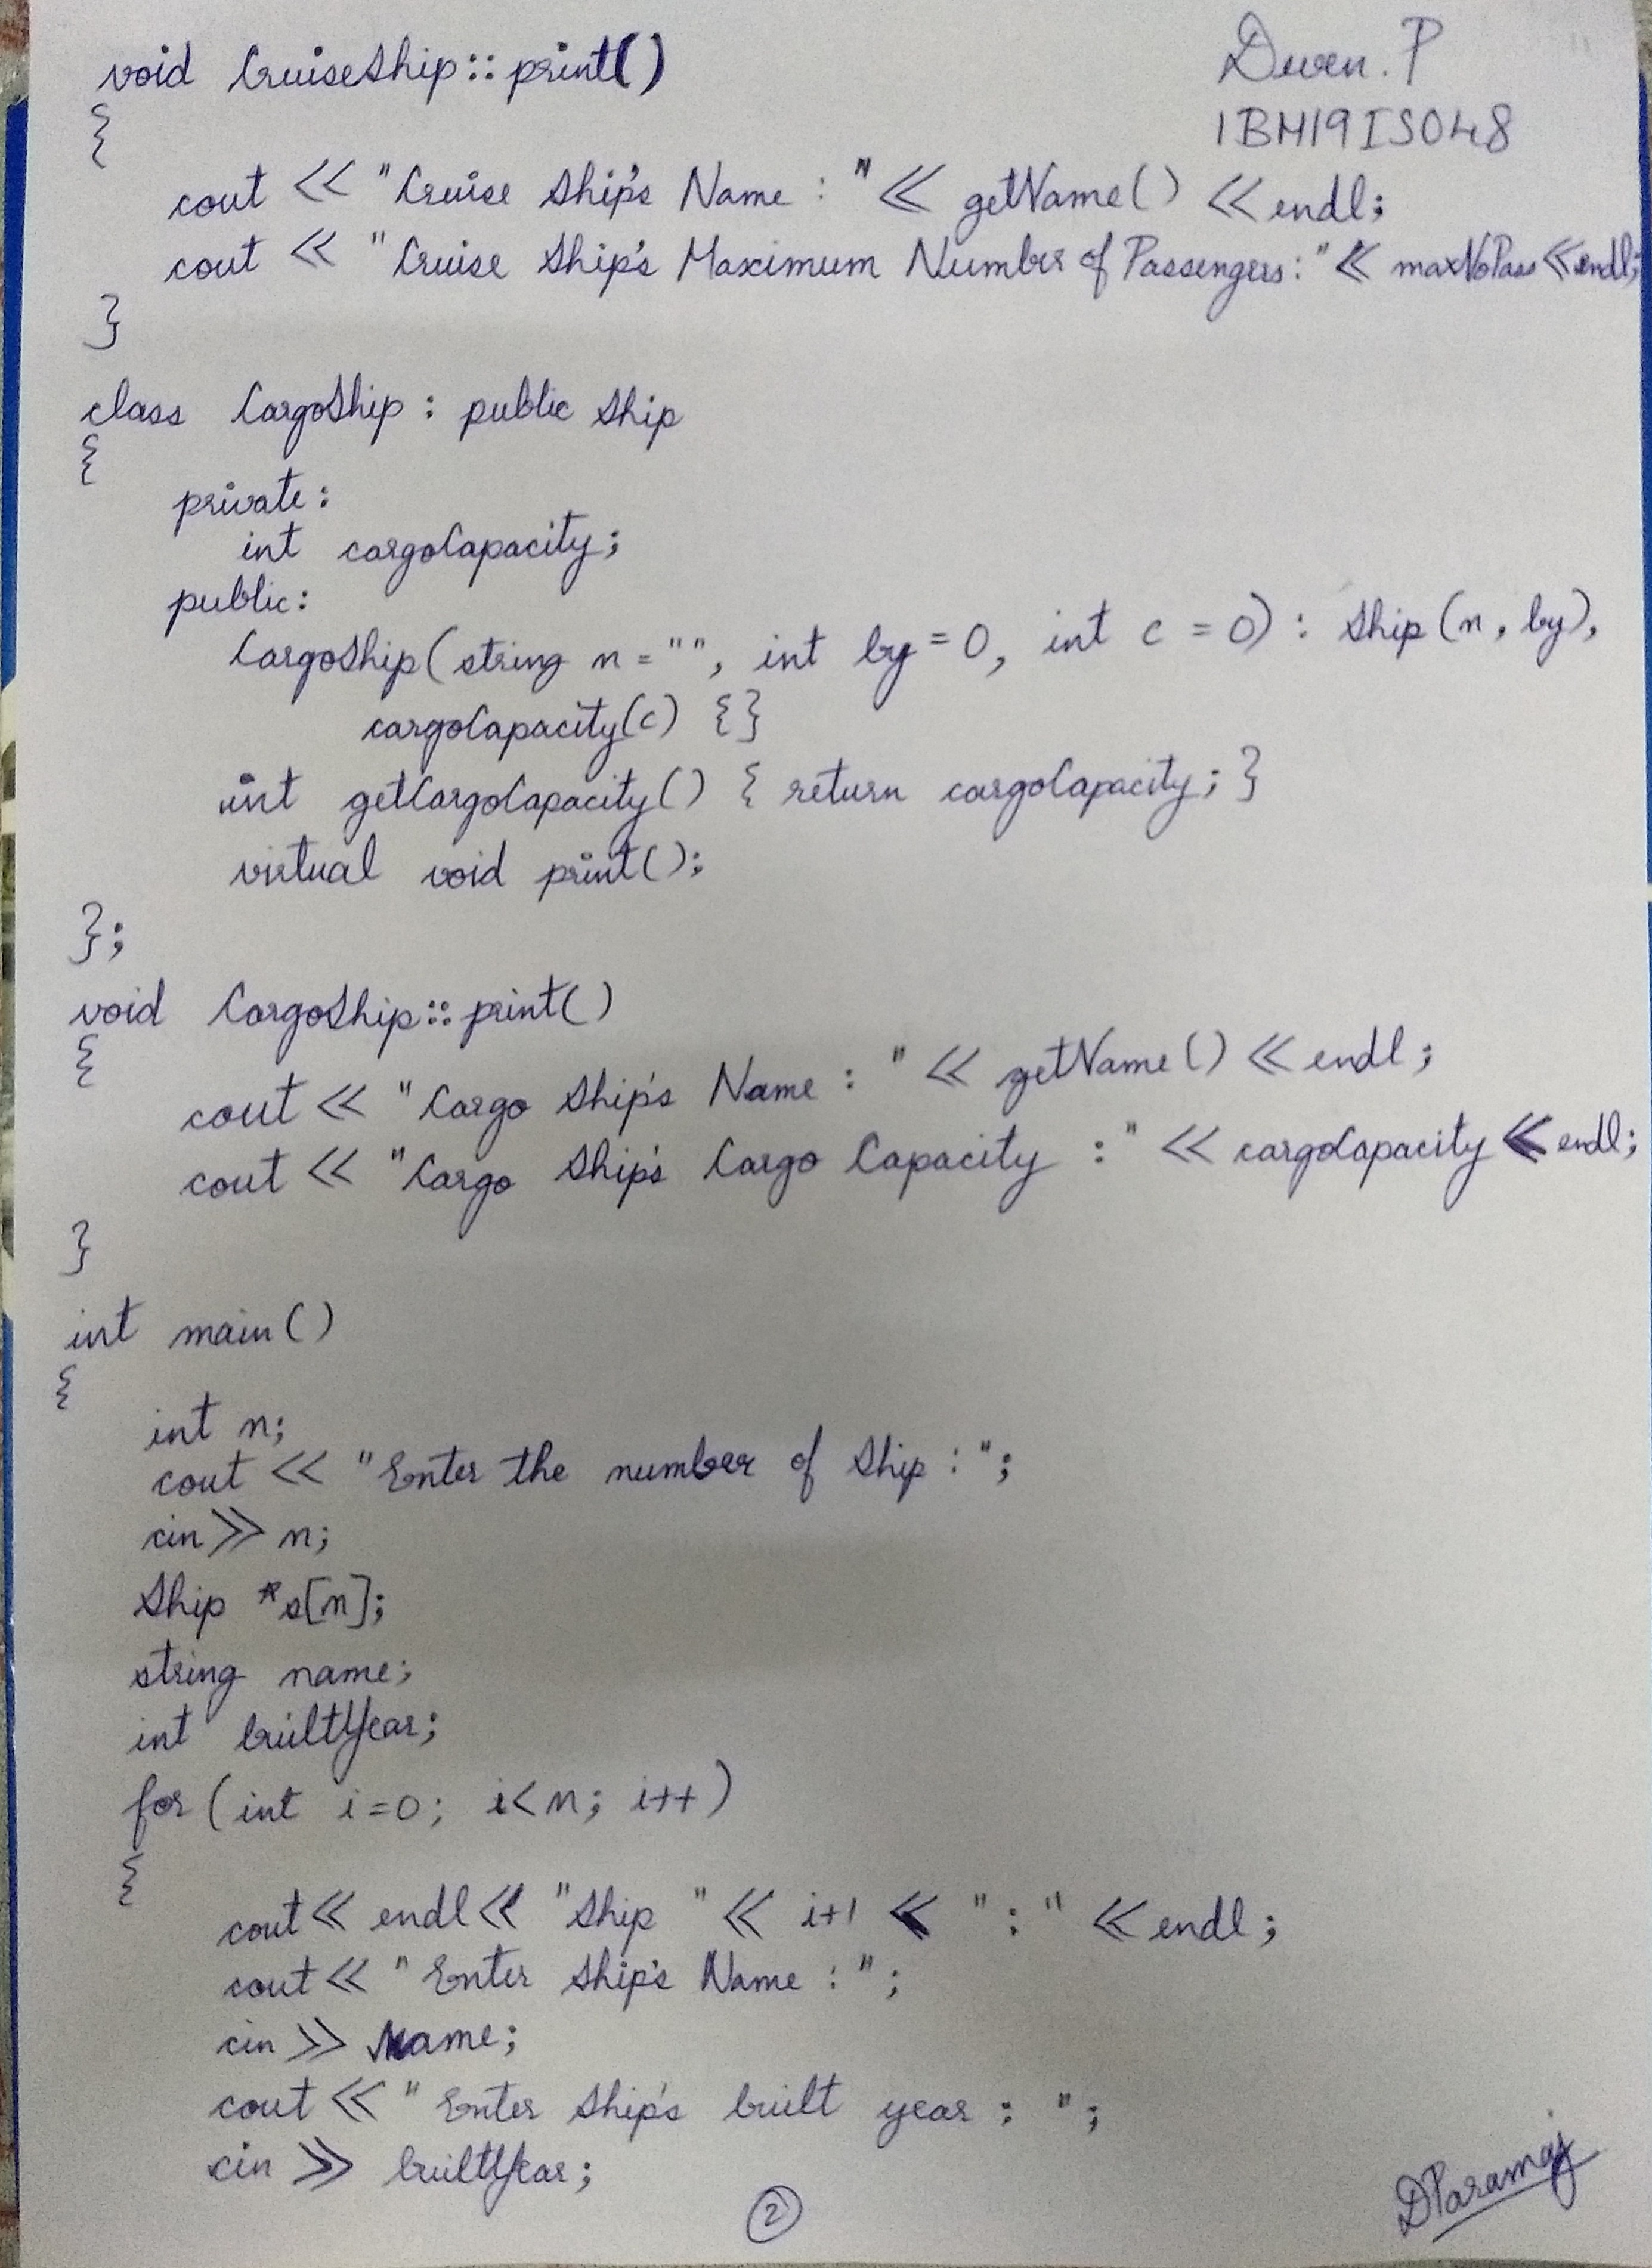 void CruiseShip::print()
Deven. P
1BM19IS048
{
cout << "Cruise Ship's Name : "<< getName() << endl;
cout << "Cruise Ship's Maximum Number of Passengers: "<< maxNoPass << endl;
}
class CargoShip : public Ship
{
private:
int cargoCapacity;
public:
CargoShip(string n = "", int by = 0, int c = 0) : Ship(n, by),
cargoCapacity(c) {}
int getCargoCapacity() { return cargoCapacity; }
virtual void print();
};
void CargoShip::print()
{
cout << "Cargo Ship's Name : " << getName() << endl;
cout << "Cargo Ship's Cargo Capacity : " << cargoCapacity << endl;
}
int main()
{
int n;
cout << "Enter the number of Ship : ";
cin >> n;
Ship *s[n];
string name;
int builtYear;
for (int i=0; i<n; i++)
{
cout << endl << "Ship " << i+1 << " : " << endl;
cout << "Enter Ship's Name : ";
cin >> name;
cout << "Enter Ship's built year : ";
cin >> builtYear;
2
DParamaj